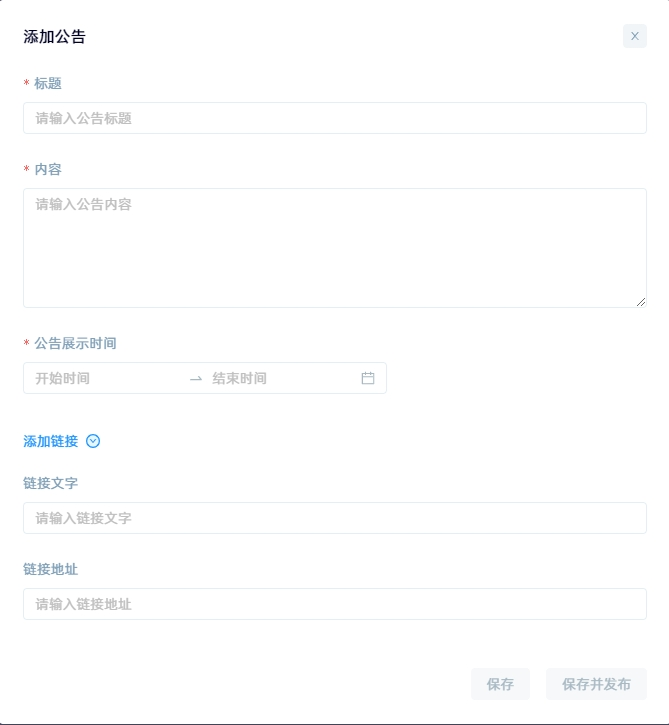 添加公告
X
* 标题
请输入公告标题
* 内容
请输入公告内容
* 公告展示时间
开始时间 → 结束时间
添加链接
链接文字
请输入链接文字
链接地址
请输入链接地址
保存 保存并发布